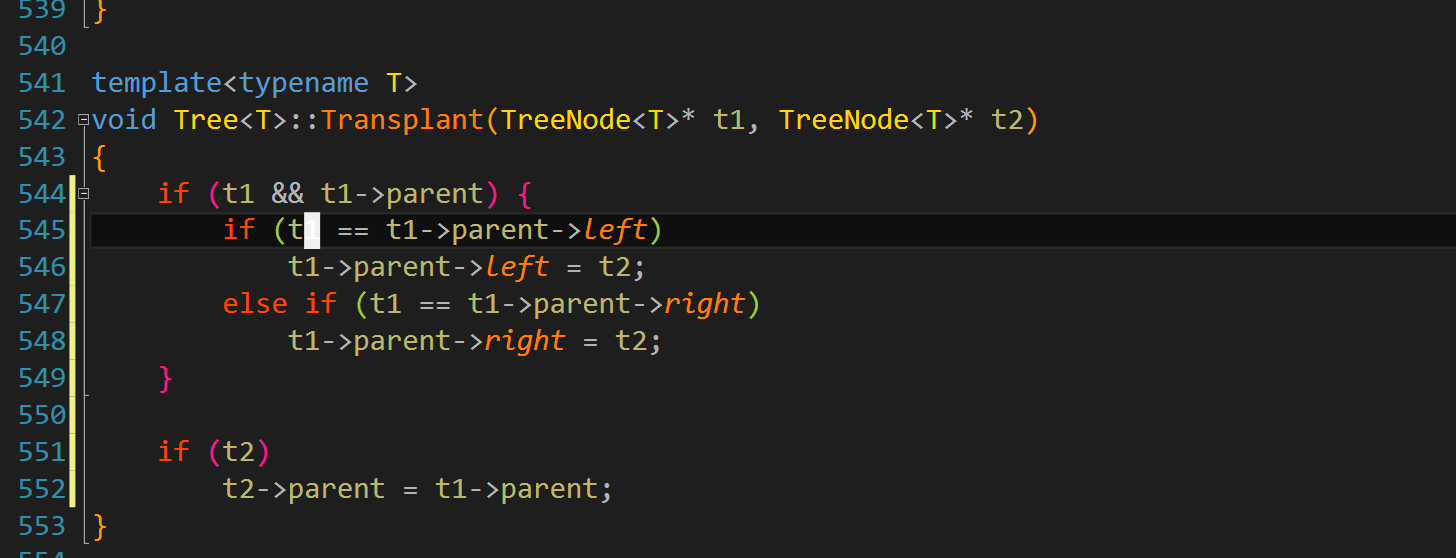 539 }
540
541 template<typename T>
542 void Tree<T>::Transplant(TreeNode<T>* t1, TreeNode<T>* t2)
543 {
544     if (t1 && t1->parent) {
545         if (t1 == t1->parent->left)
546             t1->parent->left = t2;
547         else if (t1 == t1->parent->right)
548             t1->parent->right = t2;
549     }
550
551     if (t2)
552         t2->parent = t1->parent;
553 }
554